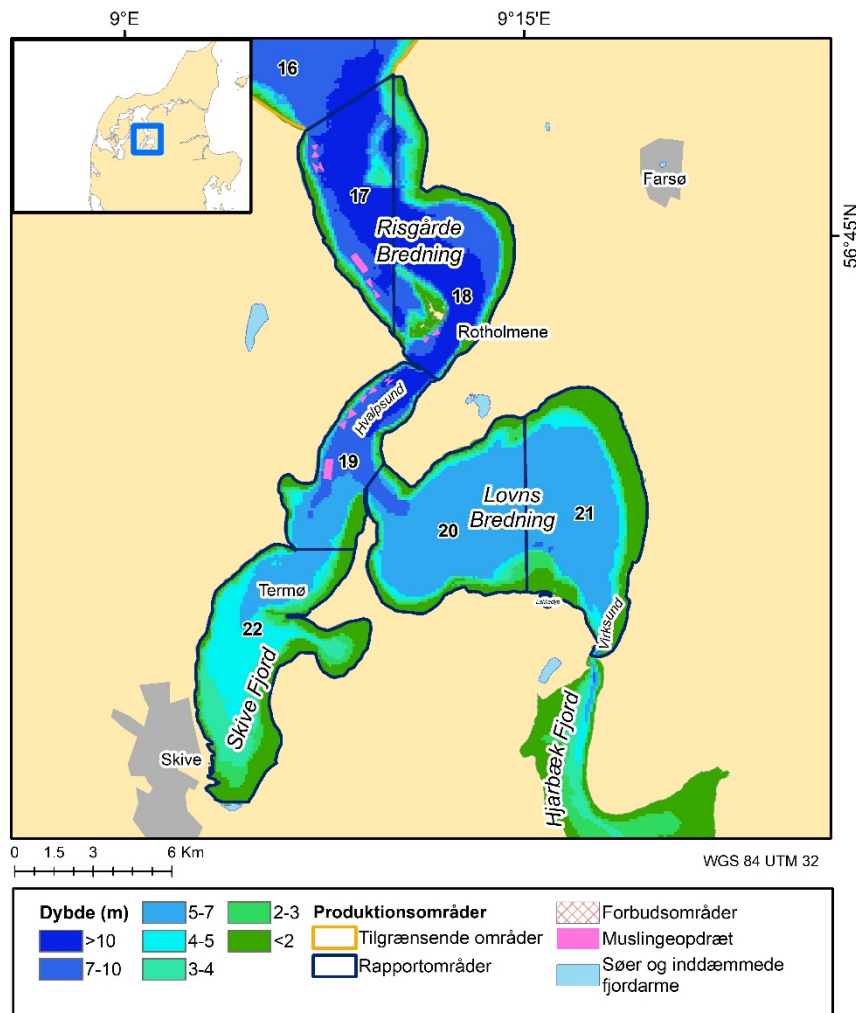 9°E
9°15'E
56°45'N
16
17
Farsø
Risgårde
Bredning
18
Rotholmene
Hvalpsund
19
Lovns
Bredning
20
21
Termø
22
Virksund
Skive Fjord
Skive
Hjarbæk Fjord
0 1.5 3 6 Km
WGS 84 UTM 32
Dybde (m)
>10
7-10
5-7
4-5
3-4
2-3
<2
Produktionsområder
Tilgrænsende områder
Rapportområder
Forbudsområder
Muslingeopdræt
Søer og inddæmmede
fjordarme